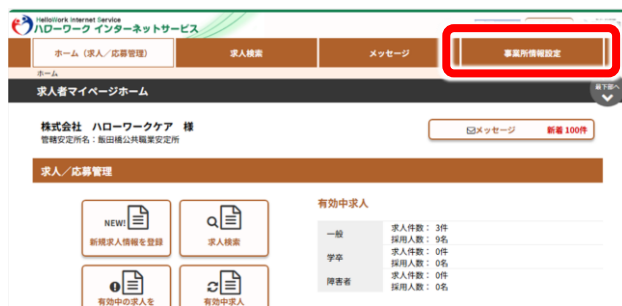 HelloWork Internet Service
ハローワーク インターネットサービス
ホーム（求人／応募管理）
求人検索
メッセージ
事業所情報設定
ホーム
求人者マイページホーム
最下部へ
株式会社　ハローワークケア　様
管轄安定所名：飯田橋公共職業安定所
メッセージ　新着 100件
求人／応募管理
NEW!
新規求人情報を登録
求人検索
有効中の求人を
有効中求人
有効中求人
一般
求人件数： 3件
採用人数： 9名
学卒
求人件数： 0件
採用人数： 0名
障害者
求人件数： 0件
採用人数： 0名